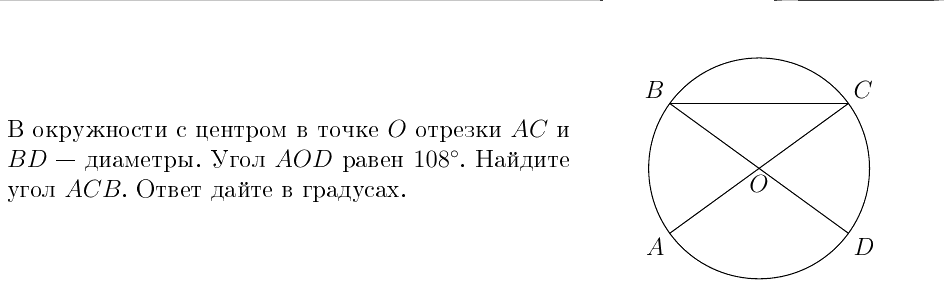 В окружности с центром в точке O отрезки AC и
BD — диаметры. Угол AOD равен 108°. Найдите
угол ACB. Ответ дайте в градусах.
B
C
O
A
D